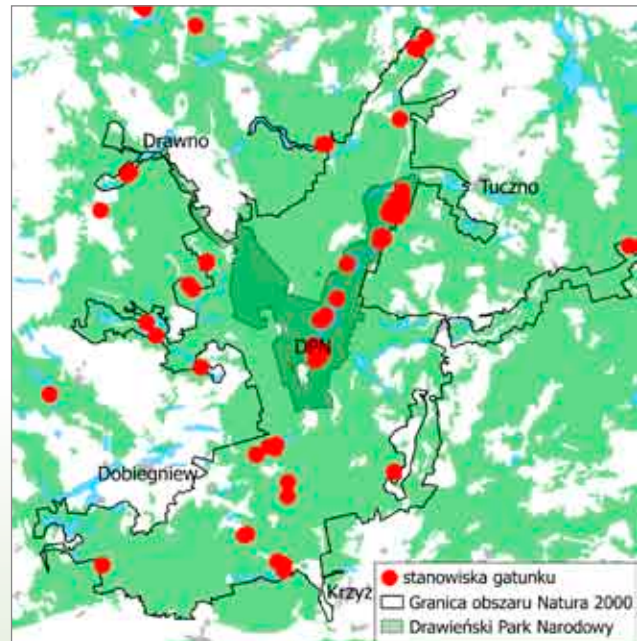 Drawno
Tuczno
DPN
Dobiegniew
Krzyż
stanowiska gatunku
Granica obszaru Natura 2000
Drawieński Park Narodowy